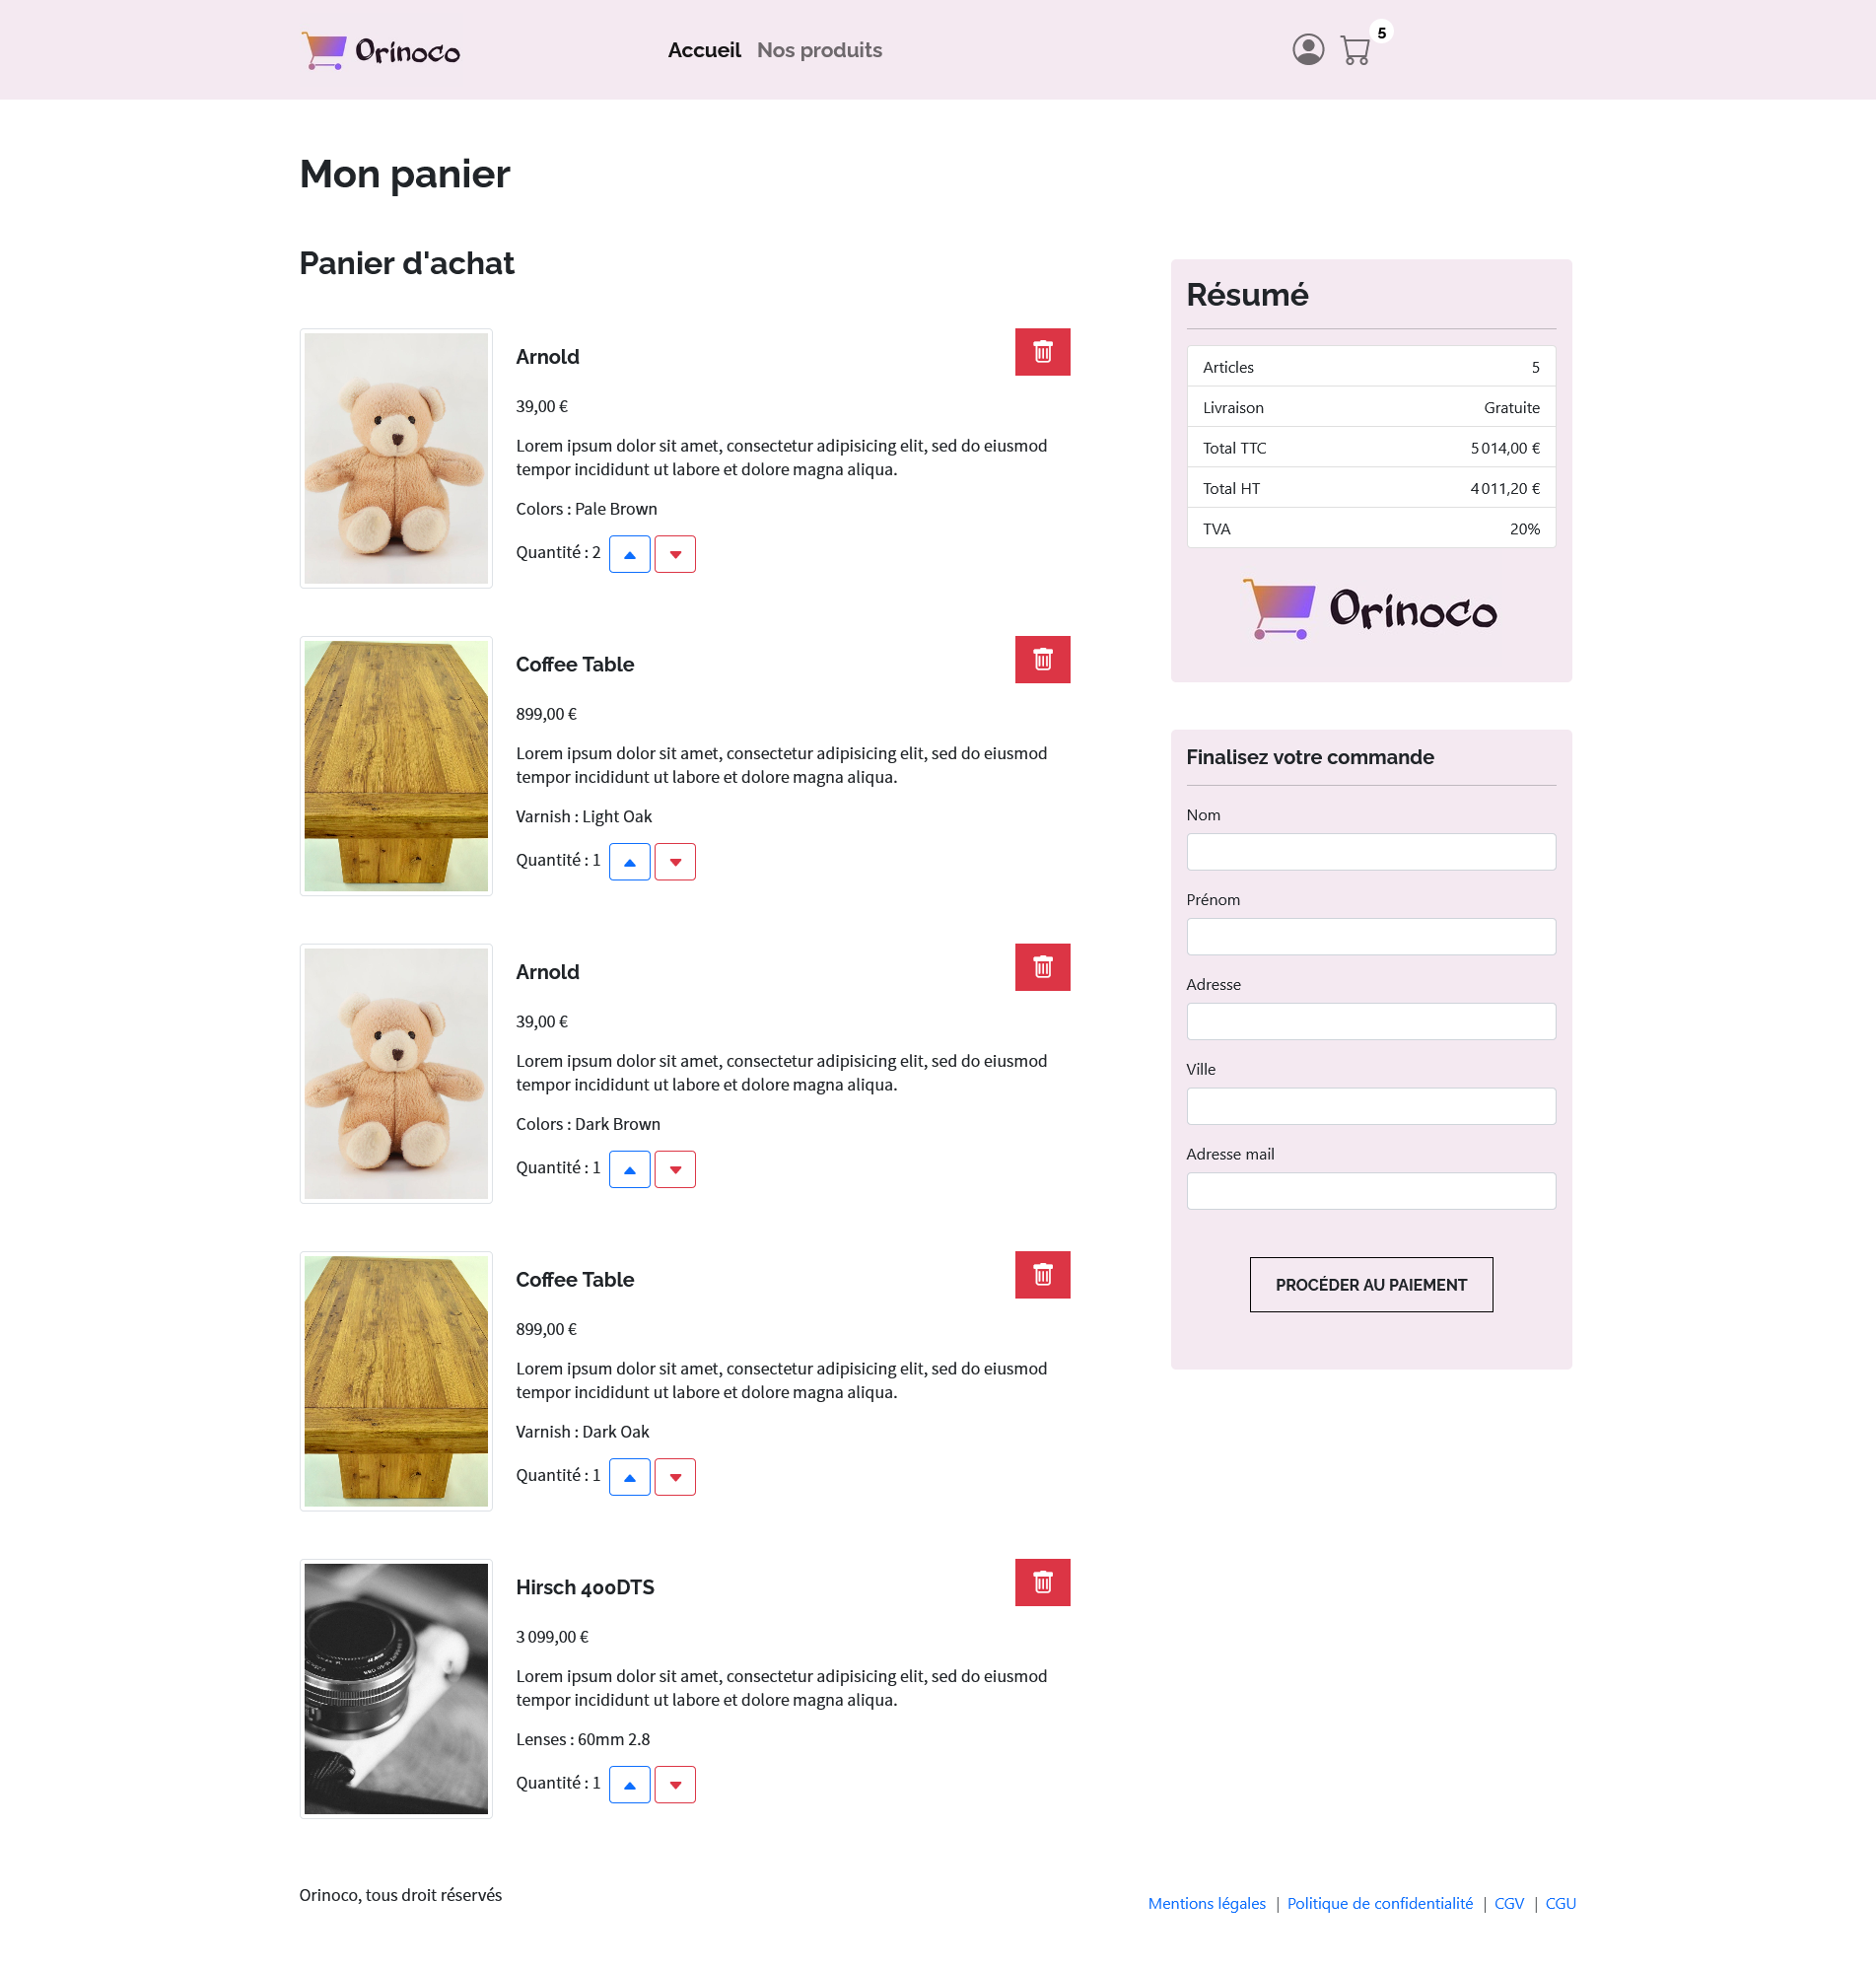 Orinoco
Accueil Nos produits
5
Mon panier
Panier d'achat
Arnold
39,00 €
Lorem ipsum dolor sit amet, consectetur adipisicing elit, sed do eiusmod
tempor incididunt ut labore et dolore magna aliqua.
Colors : Pale Brown
Quantité : 2
Coffee Table
899,00 €
Lorem ipsum dolor sit amet, consectetur adipisicing elit, sed do eiusmod
tempor incididunt ut labore et dolore magna aliqua.
Varnish : Light Oak
Quantité : 1
Arnold
39,00 €
Lorem ipsum dolor sit amet, consectetur adipisicing elit, sed do eiusmod
tempor incididunt ut labore et dolore magna aliqua.
Colors : Dark Brown
Quantité : 1
Coffee Table
899,00 €
Lorem ipsum dolor sit amet, consectetur adipisicing elit, sed do eiusmod
tempor incididunt ut labore et dolore magna aliqua.
Varnish : Dark Oak
Quantité : 1
Hirsch 400DTS
3 099,00 €
Lorem ipsum dolor sit amet, consectetur adipisicing elit, sed do eiusmod
tempor incididunt ut labore et dolore magna aliqua.
Lenses : 60mm 2.8
Quantité : 1
Résumé
Articles 5
Livraison Gratuite
Total TTC 5 014,00 €
Total HT 4 011,20 €
TVA 20%
Orinoco
Finalisez votre commande
Nom
Prénom
Adresse
Ville
Adresse mail
PROCÉDER AU PAIEMENT
Orinoco, tous droit réservés
Mentions légales | Politique de confidentialité | CGV | CGU